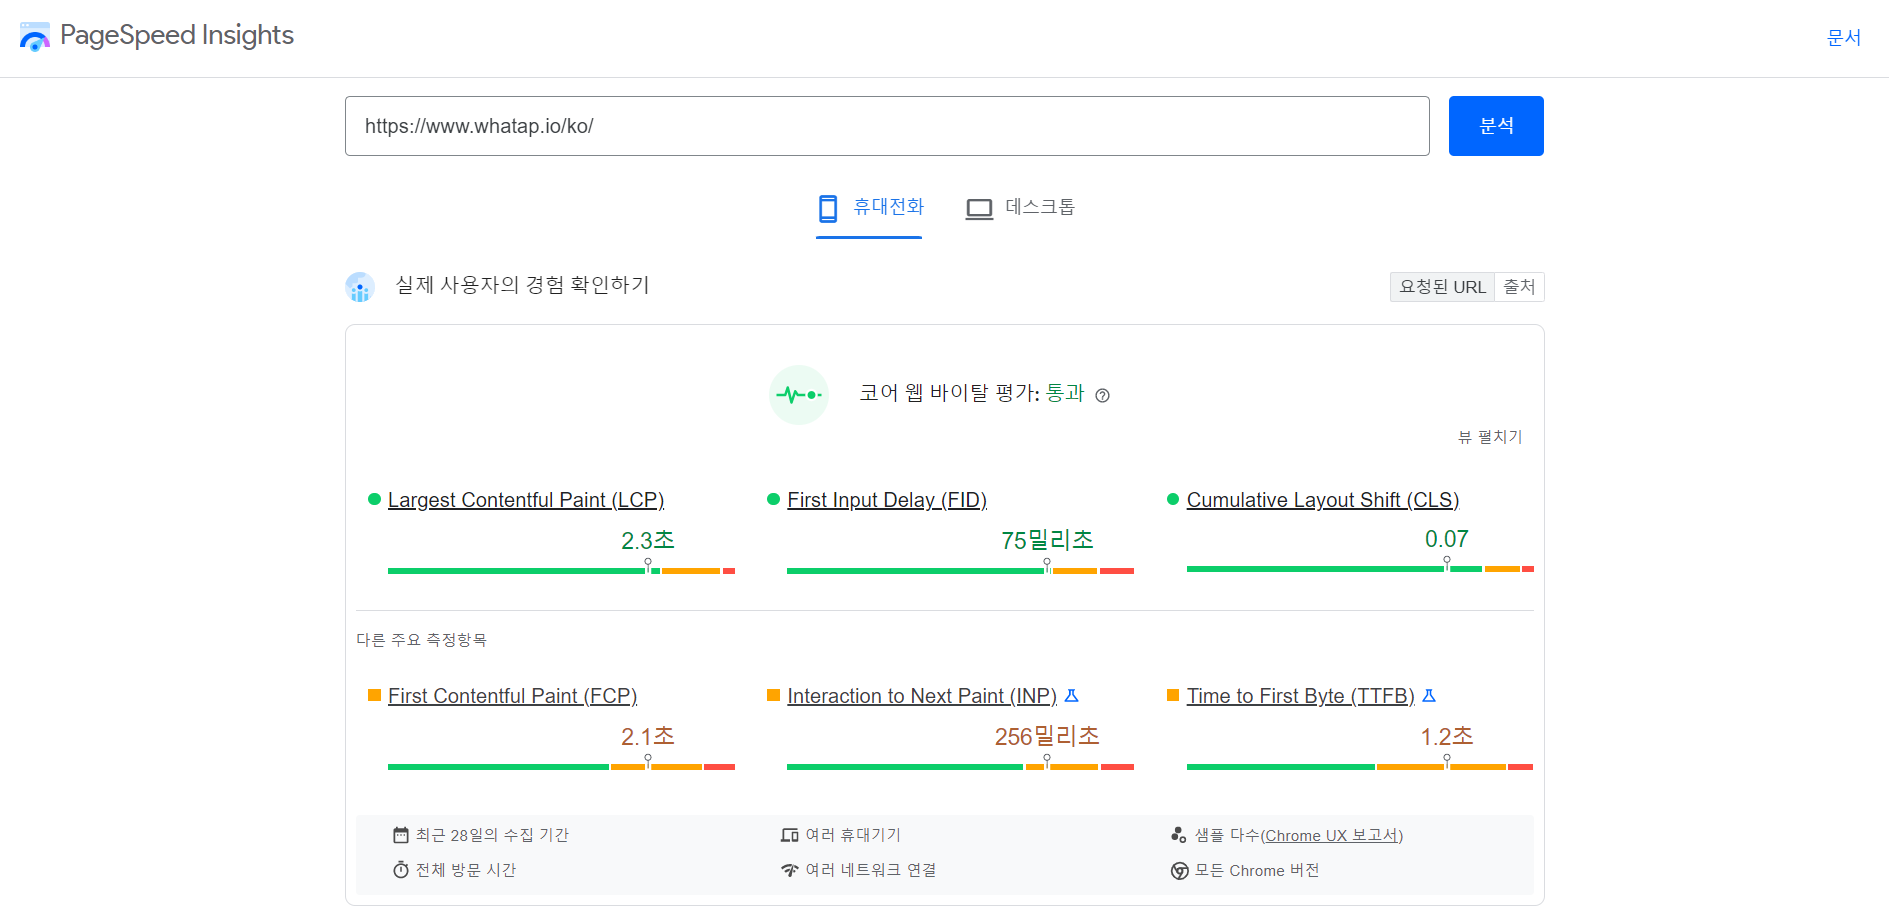 PageSpeed Insights
문서
https://www.whatap.io/ko/
분석
휴대전화
데스크톱
실제 사용자의 경험 확인하기
요청된 URL
출처
코어 웹 바이탈 평가: 통과
뷰 펼치기
Largest Contentful Paint (LCP)
2.3초
First Input Delay (FID)
75밀리초
Cumulative Layout Shift (CLS)
0.07
다른 주요 측정항목
First Contentful Paint (FCP)
2.1초
Interaction to Next Paint (INP)
256밀리초
Time to First Byte (TTFB)
1.2초
최근 28일의 수집 기간
여러 휴대기기
샘플 다수(Chrome UX 보고서)
전체 방문 시간
여러 네트워크 연결
모든 Chrome 버전